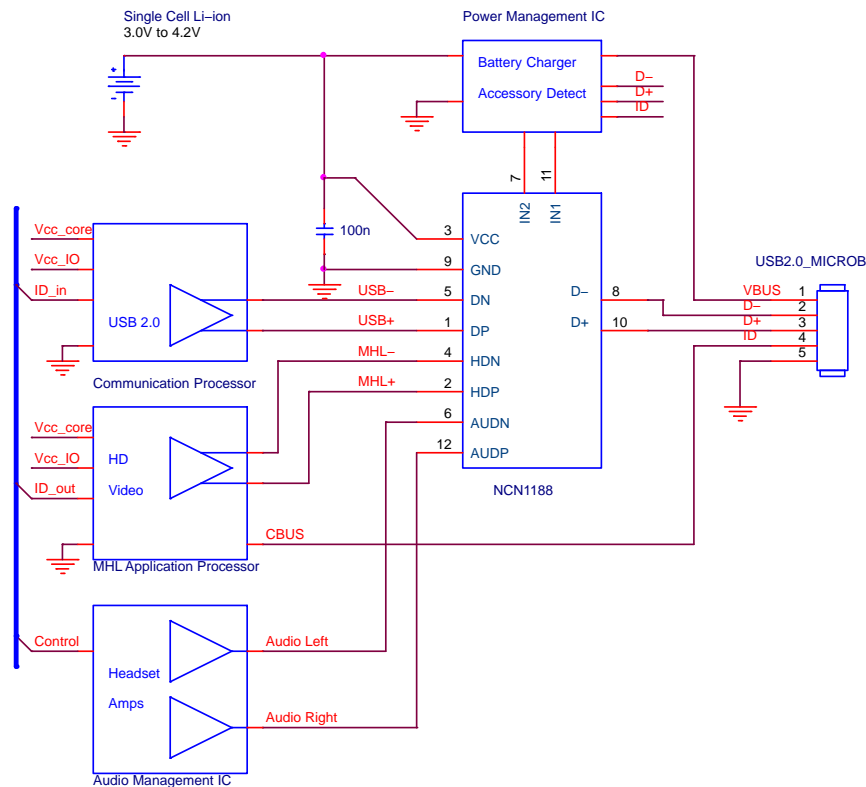 Single Cell Li–ion
3.0V to 4.2V
Power Management IC
Battery Charger
Accessory Detect
D–
D+
ID
7
11
IN2
IN1
100n
3
VCC
9
GND
5
DN
1
DP
4
HDN
2
HDP
6
AUDN
12
AUDP
D–
8
D+
10
NCN1188
USB2.0_MICROB
VBUS
1
D–
2
D+
3
ID
4
5
Vcc_core
Vcc_IO
ID_in
USB 2.0
USB–
USB+
Communication Processor
MHL–
MHL+
Vcc_core
Vcc_IO
ID_out
HD
Video
CBUS
MHL Application Processor
Control
Headset
Amps
Audio Left
Audio Right
Audio Management IC